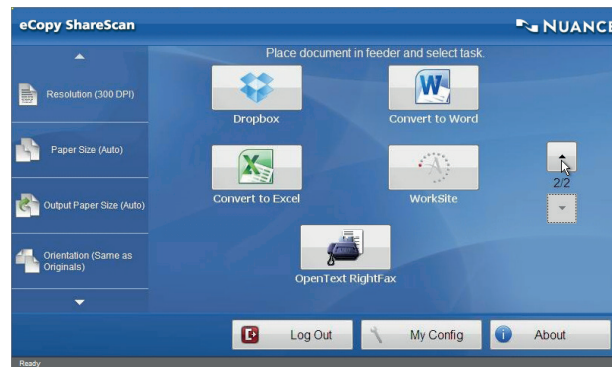 eCopy ShareScan
NUANCE
Place document in feeder and select task.
Resolution (300 DPI)
Paper Size (Auto)
Output Paper Size (Auto)
Orientation (Same as
Originals)
Dropbox
Convert to Word
Convert to Excel
WorkSite
OpenText RightFax
2/2
Log Out
My Config
About
Ready